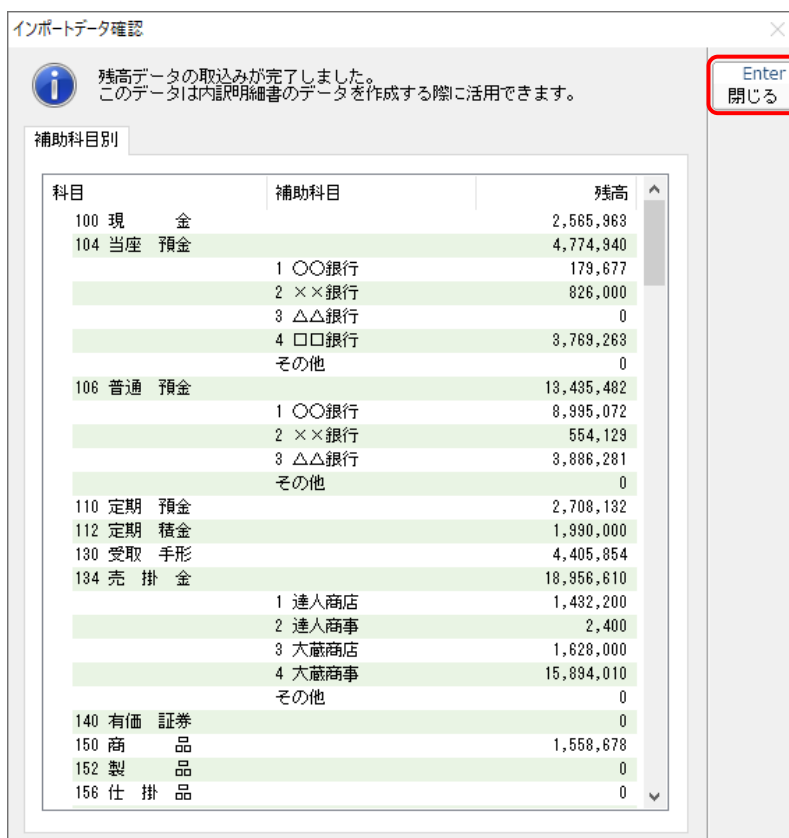 インポートデータ確認
残高データの取込みが完了しました。
このデータは内訳明細書のデータを作成する際に活用できます。
Enter
閉じる
補助科目別
科目 補助科目 残高
100 現 金 2,565,963
104 当座 預金 4,774,940
1 〇〇銀行 179,677
2 ××銀行 826,000
3 △△銀行 0
4 □□銀行 3,769,263
その他 0
106 普通 預金 13,435,482
1 〇〇銀行 8,995,072
2 ××銀行 554,129
3 △△銀行 3,886,281
その他 0
110 定期 預金 2,708,132
112 定期 積金 1,990,000
130 受取 手形 4,405,854
134 売 掛 金 18,956,610
1 達人商店 1,432,200
2 達人商事 2,400
3 大蔵商店 1,628,000
4 大蔵商事 15,894,010
その他 0
140 有価 証券 0
150 商 品 1,558,678
152 製 品 0
156 仕 掛 品 0